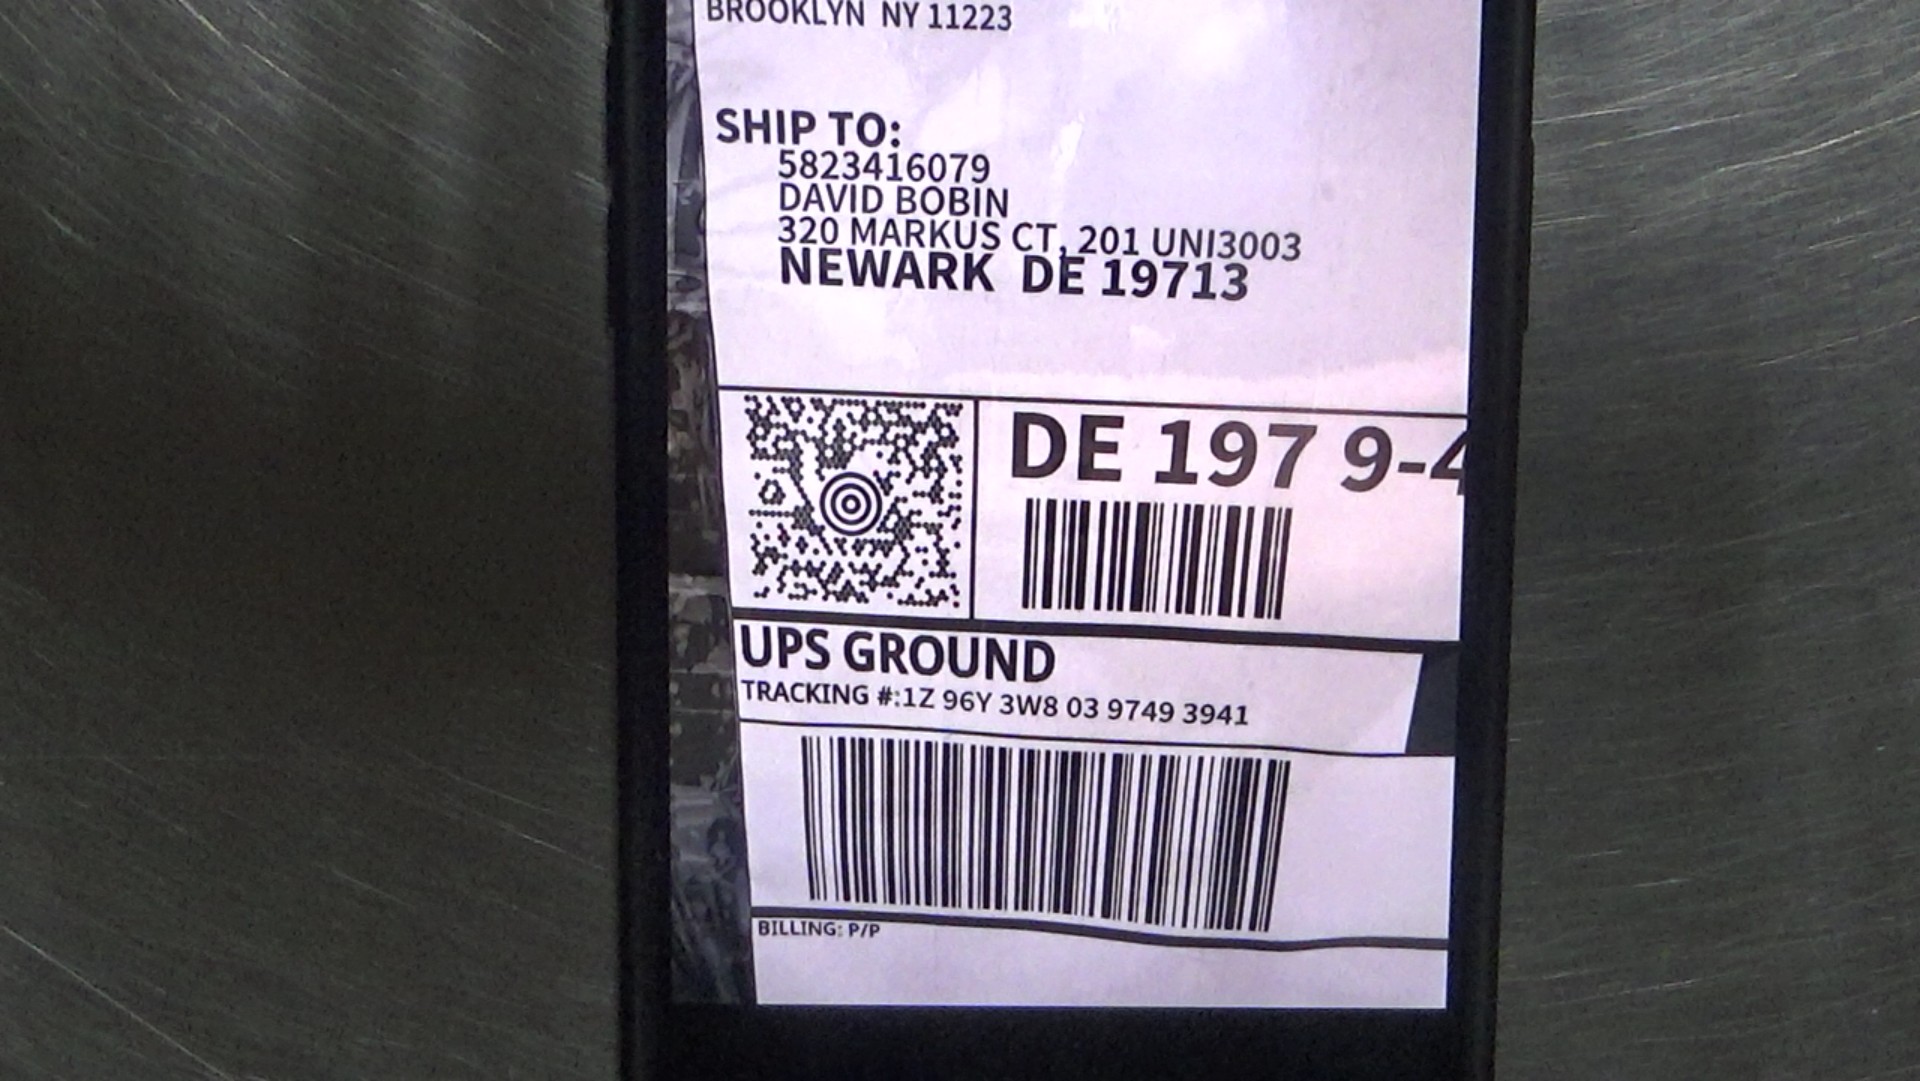 BROOKLYN NY 11223
SHIP TO:
5823416079
DAVID BOBIN
320 MARKUS CT, 201 UNI3003
NEWARK DE 19713
DE 197 9-4
UPS GROUND
TRACKING #:1Z 96Y 3W8 03 9749 3941
BILLING: P/P